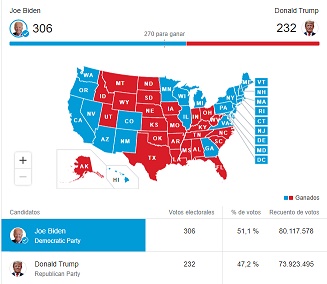 Joe Biden
Donald Trump
306
270 para ganar
232
WA
OR
CA
NV
ID
MT
WY
UT
CO
AZ
NM
ND
SD
NE
KS
OK
TX
MN
IA
MO
AR
LA
WI
IL
MS
MI
IN
OH
KY
TN
AL
GA
FL
SC
NC
VA
WV
PA
NY
ME
VT
NH
MA
RI
CT
NJ
DE
MD
DC
AK
HI
+
−
Ganados
Candidatos Votos electorales % de votos Recuento de votos
Joe Biden 306 51,1 % 80.117.578
Democratic Party
Donald Trump 232 47,2 % 73.923.495
Republican Party